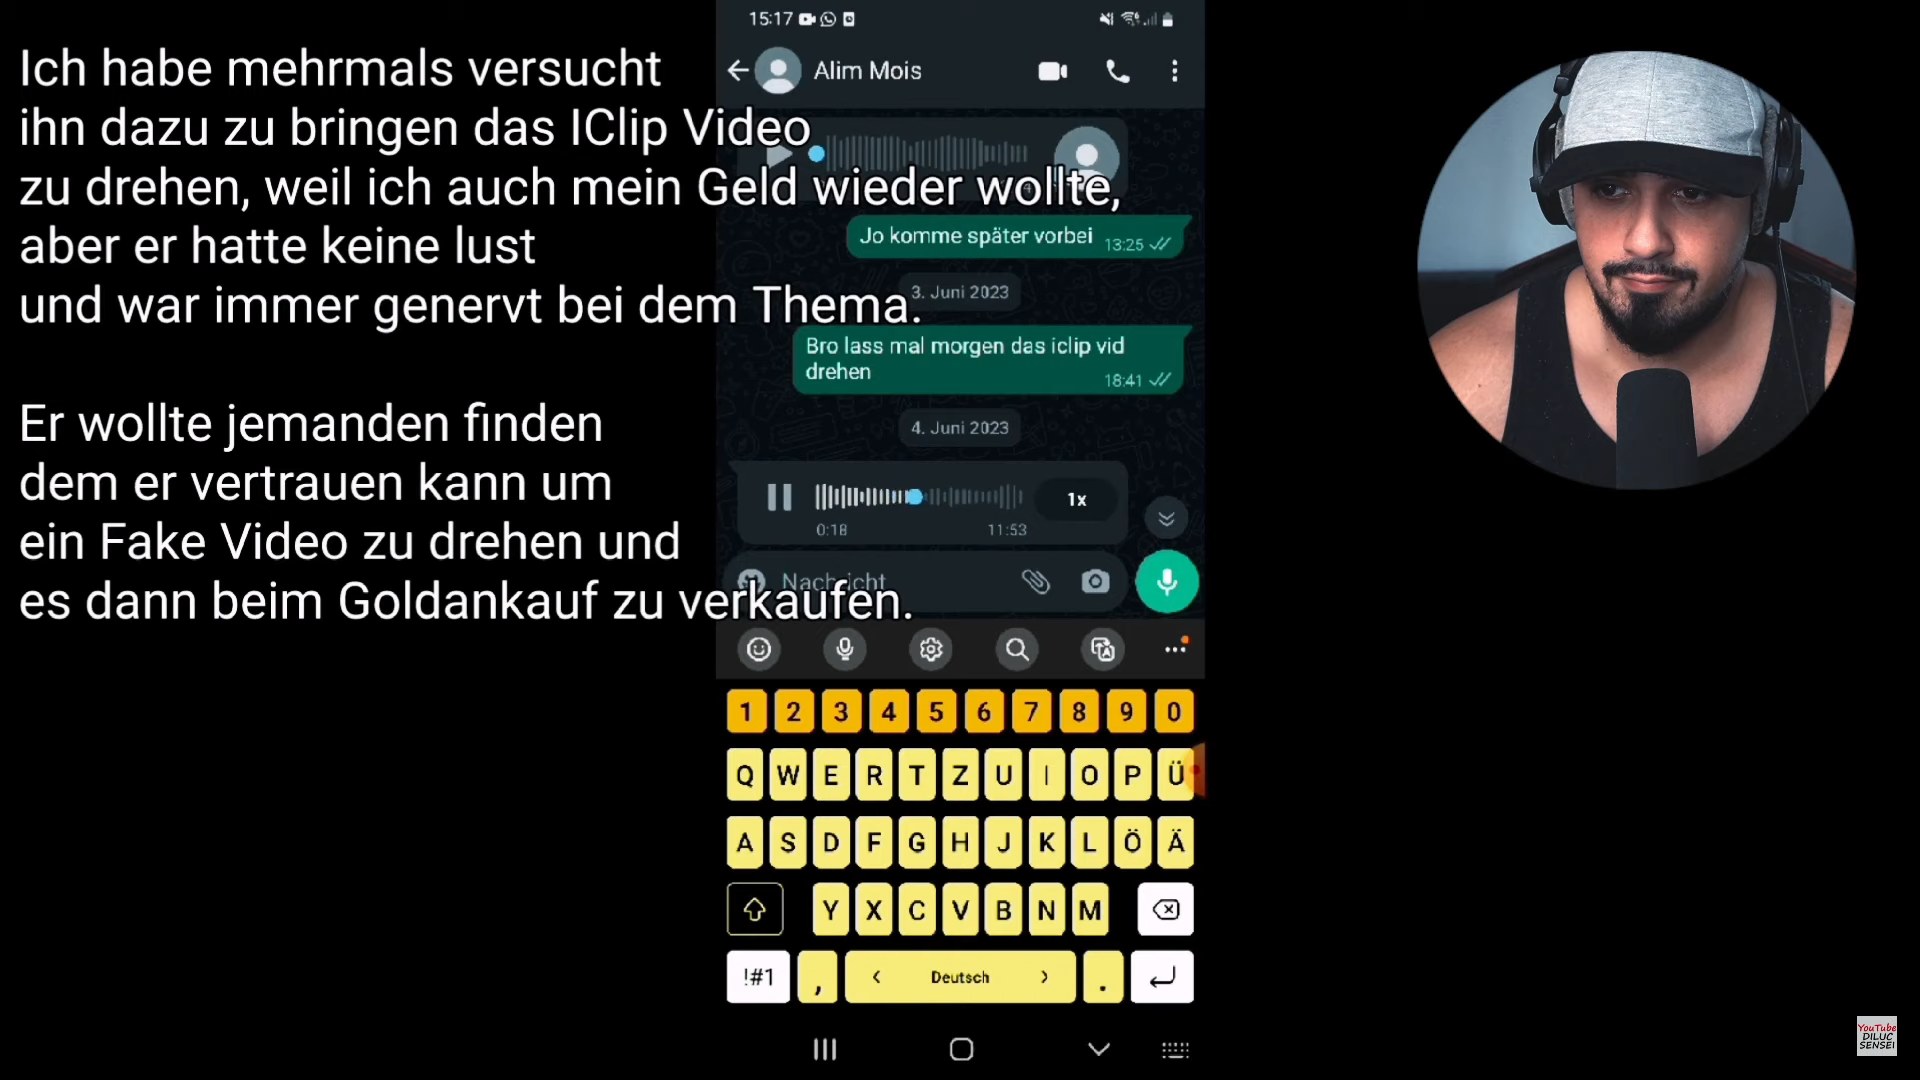 Ich habe mehrmals versucht
ihn dazu zu bringen das IClip Video
zu drehen, weil ich auch mein Geld wieder wollte,
aber er hatte keine lust
und war immer genervt bei dem Thema.
Er wollte jemanden finden
dem er vertrauen kann um
ein Fake Video zu drehen und
es dann beim Goldankauf zu verkaufen.
15:17
Alim Mois
Jo komme später vorbei 13:25
3. Juni 2023
Bro lass mal morgen das iclip vid
drehen 18:41
4. Juni 2023
1x
0:18 11:53
Nachricht
1 2 3 4 5 6 7 8 9 0
Q W E R T Z U I O P Ü
A S D F G H J K L Ö Ä
Y X C V B N M
!#1 , < Deutsch > .
YouTube
DILUC
SENSEI